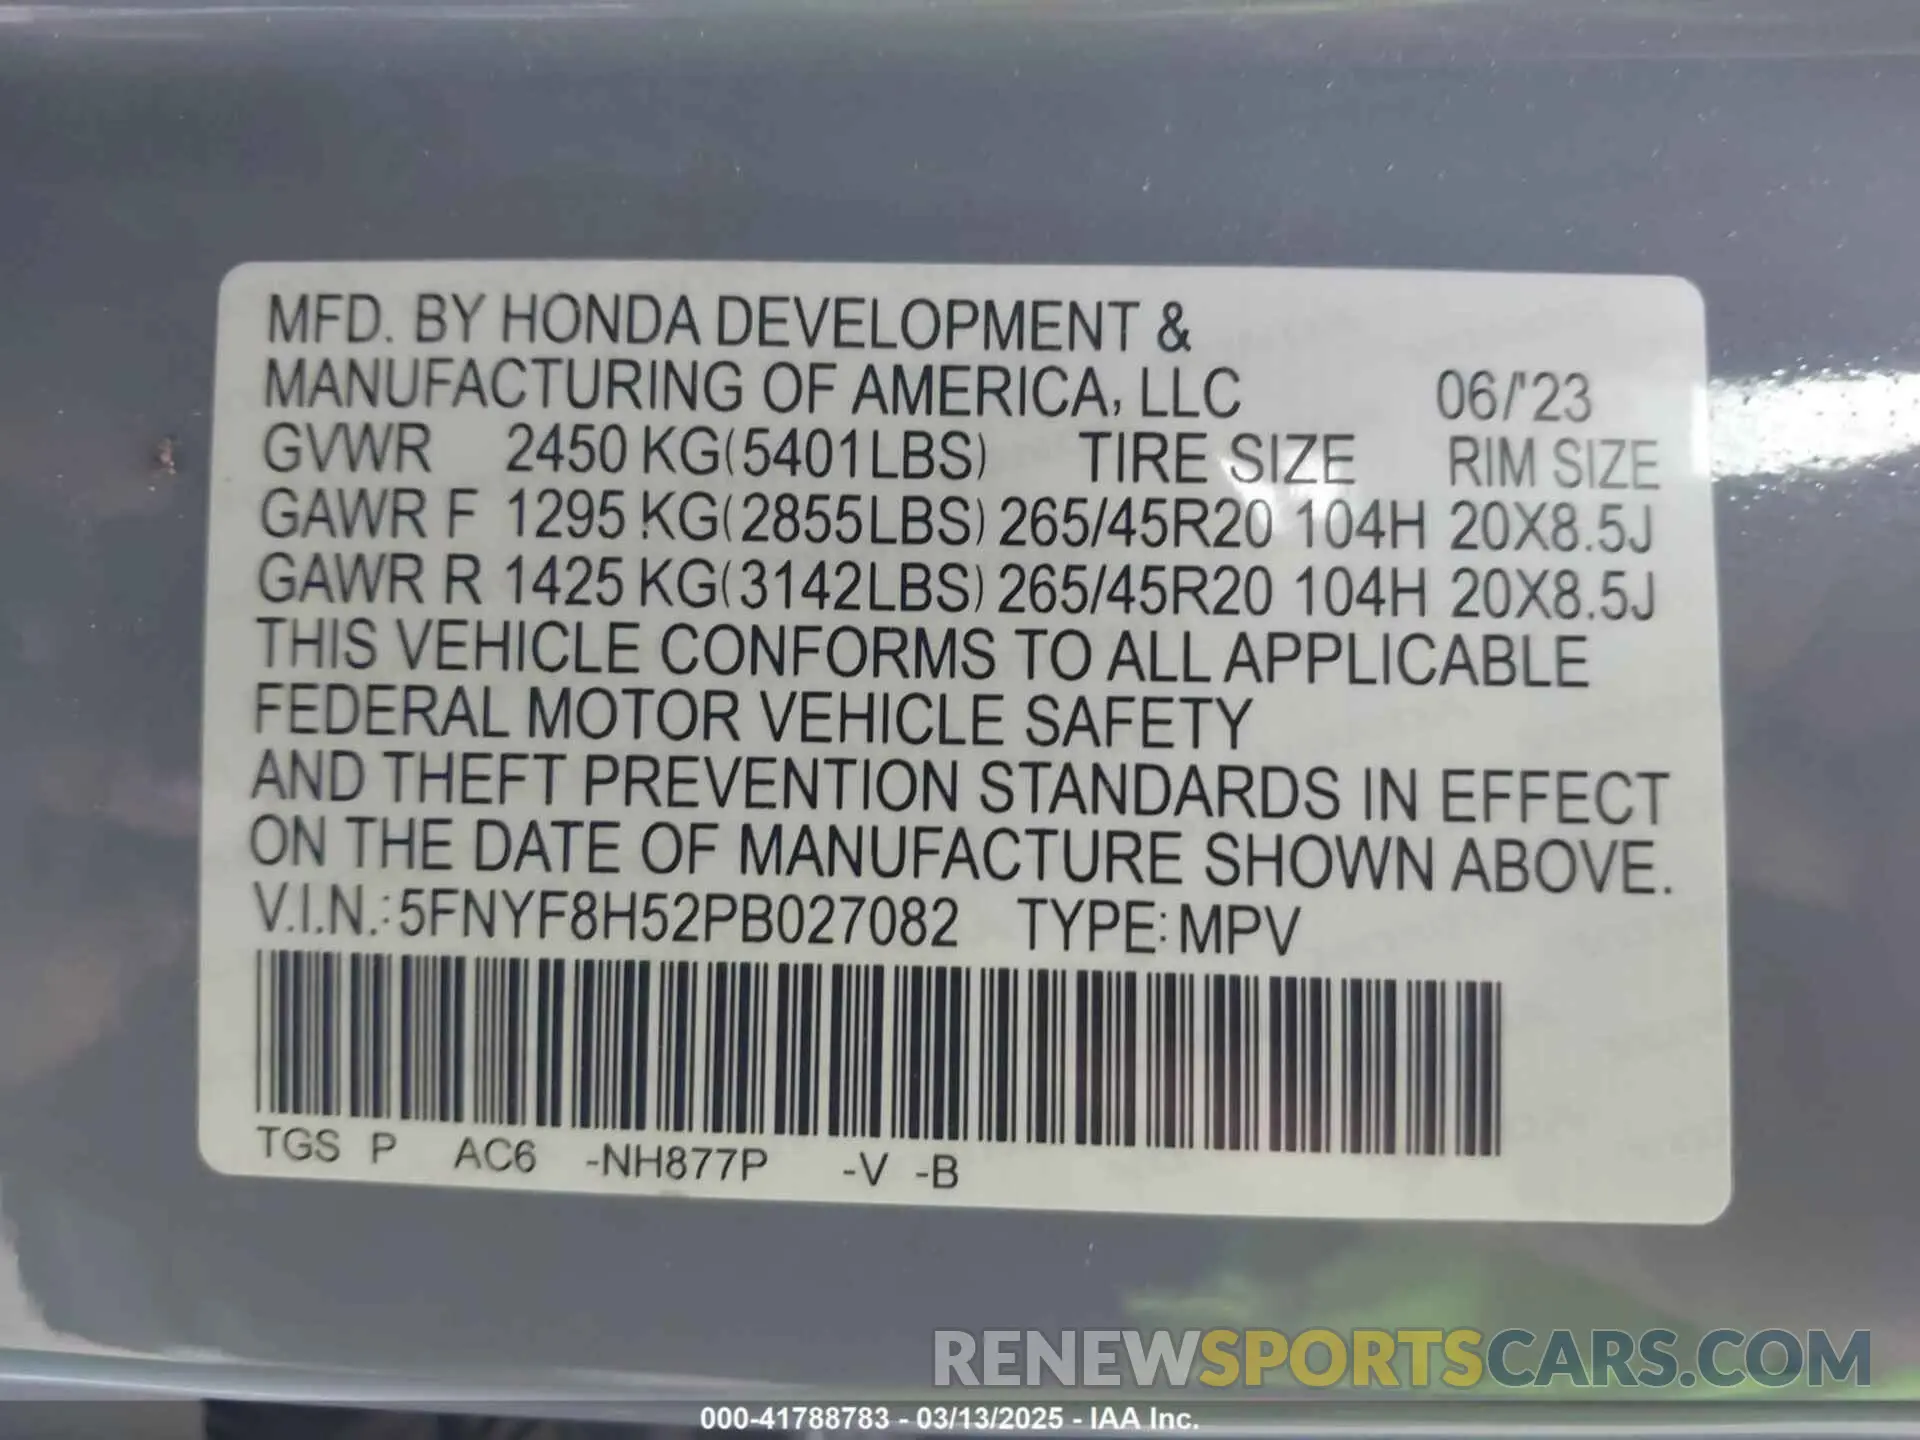 MFD. BY HONDA DEVELOPMENT &
MANUFACTURING OF AMERICA, LLC 06/'23
GVWR 2450 KG(5401LBS) TIRE SIZE RIM SIZE
GAWR F 1295 KG(2855LBS) 265/45R20 104H 20X8.5J
GAWR R 1425 KG(3142LBS) 265/45R20 104H 20X8.5J
THIS VEHICLE CONFORMS TO ALL APPLICABLE
FEDERAL MOTOR VEHICLE SAFETY
AND THEFT PREVENTION STANDARDS IN EFFECT
ON THE DATE OF MANUFACTURE SHOWN ABOVE.
V.I.N.: 5FNYF8H52PB027082 TYPE: MPV
TGS P AC6 -NH877P -V -B
RENEWSPORTSCARS.COM
000-41788783 - 03/13/2025 - IAA Inc.